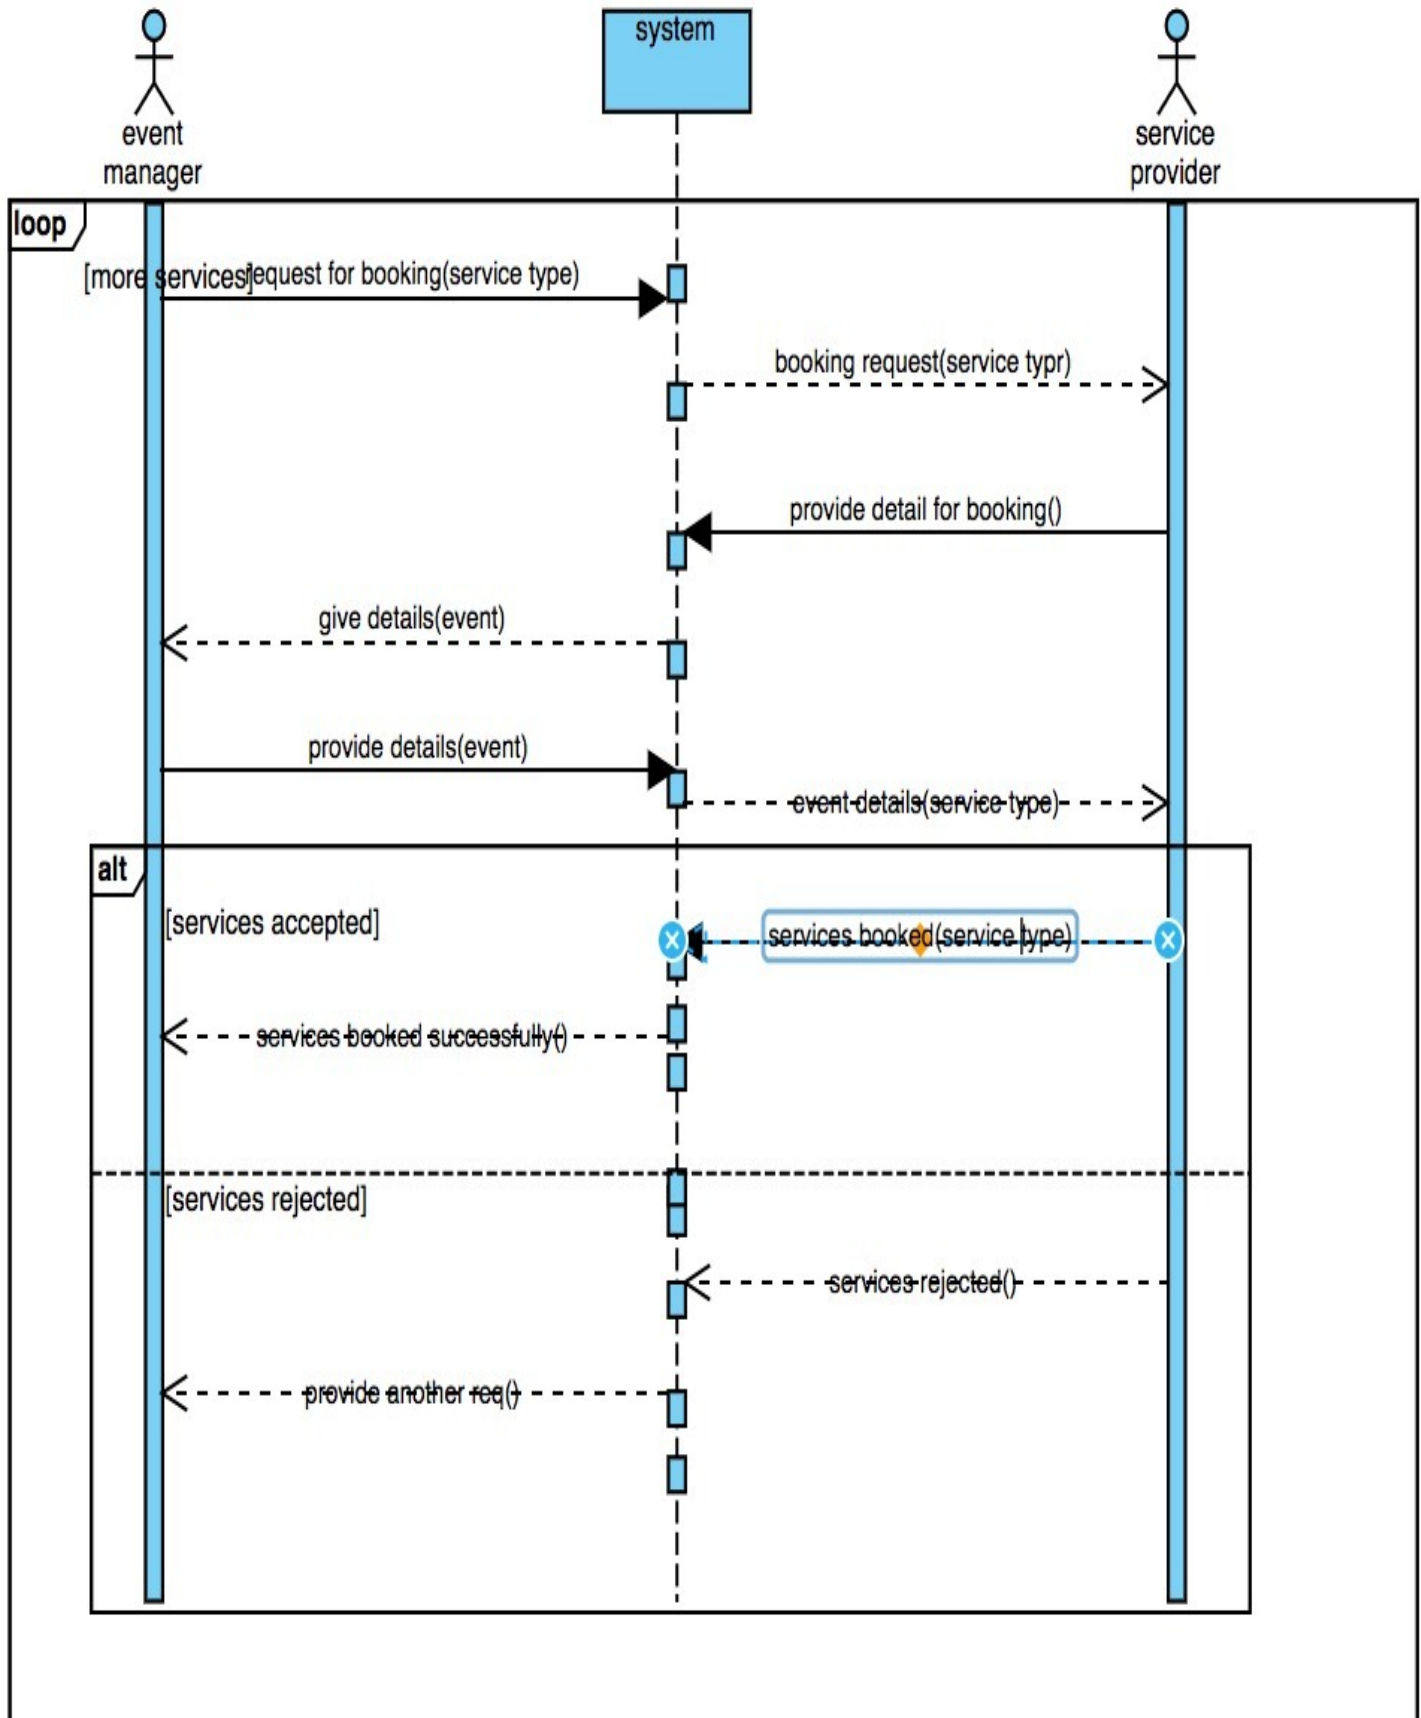 event
manager
system
service
provider
loop
[more services]
request for booking(service type)
booking request(service typr)
provide detail for booking()
give details(event)
provide details(event)
event details(service type)
alt
[services accepted]
services booked(service type)
services booked successfully()
[services rejected]
services rejected()
provide another req()